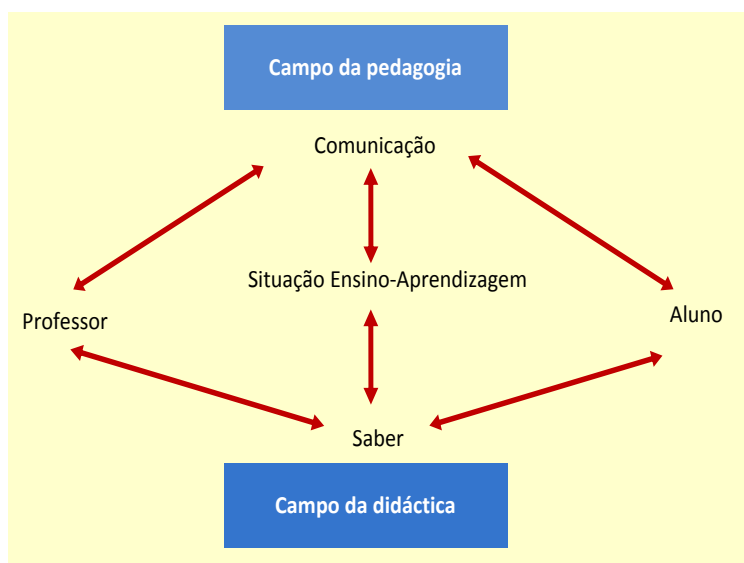 Campo da pedagogia
Comunicação
Situação Ensino-Aprendizagem
Professor
Aluno
Saber
Campo da didáctica